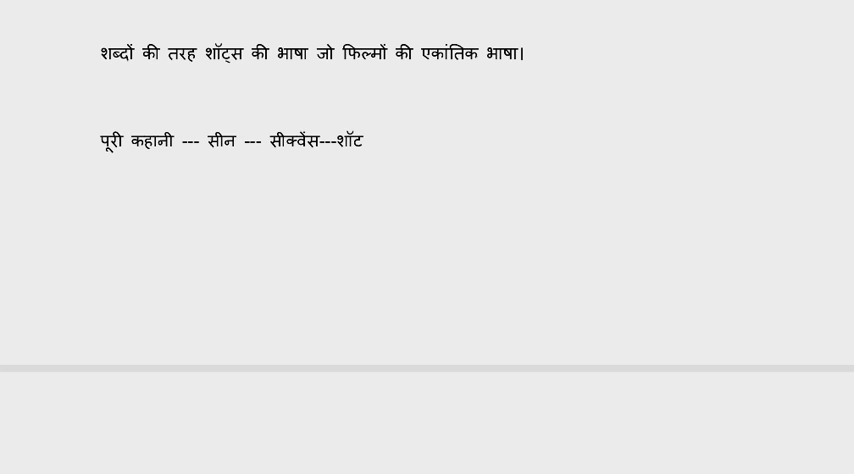 शब्दों की तरह शॉट्स की भाषा जो फिल्मों की एकांतिक भाषा।
पूरी कहानी --- सीन --- सीक्वेंस---शॉट